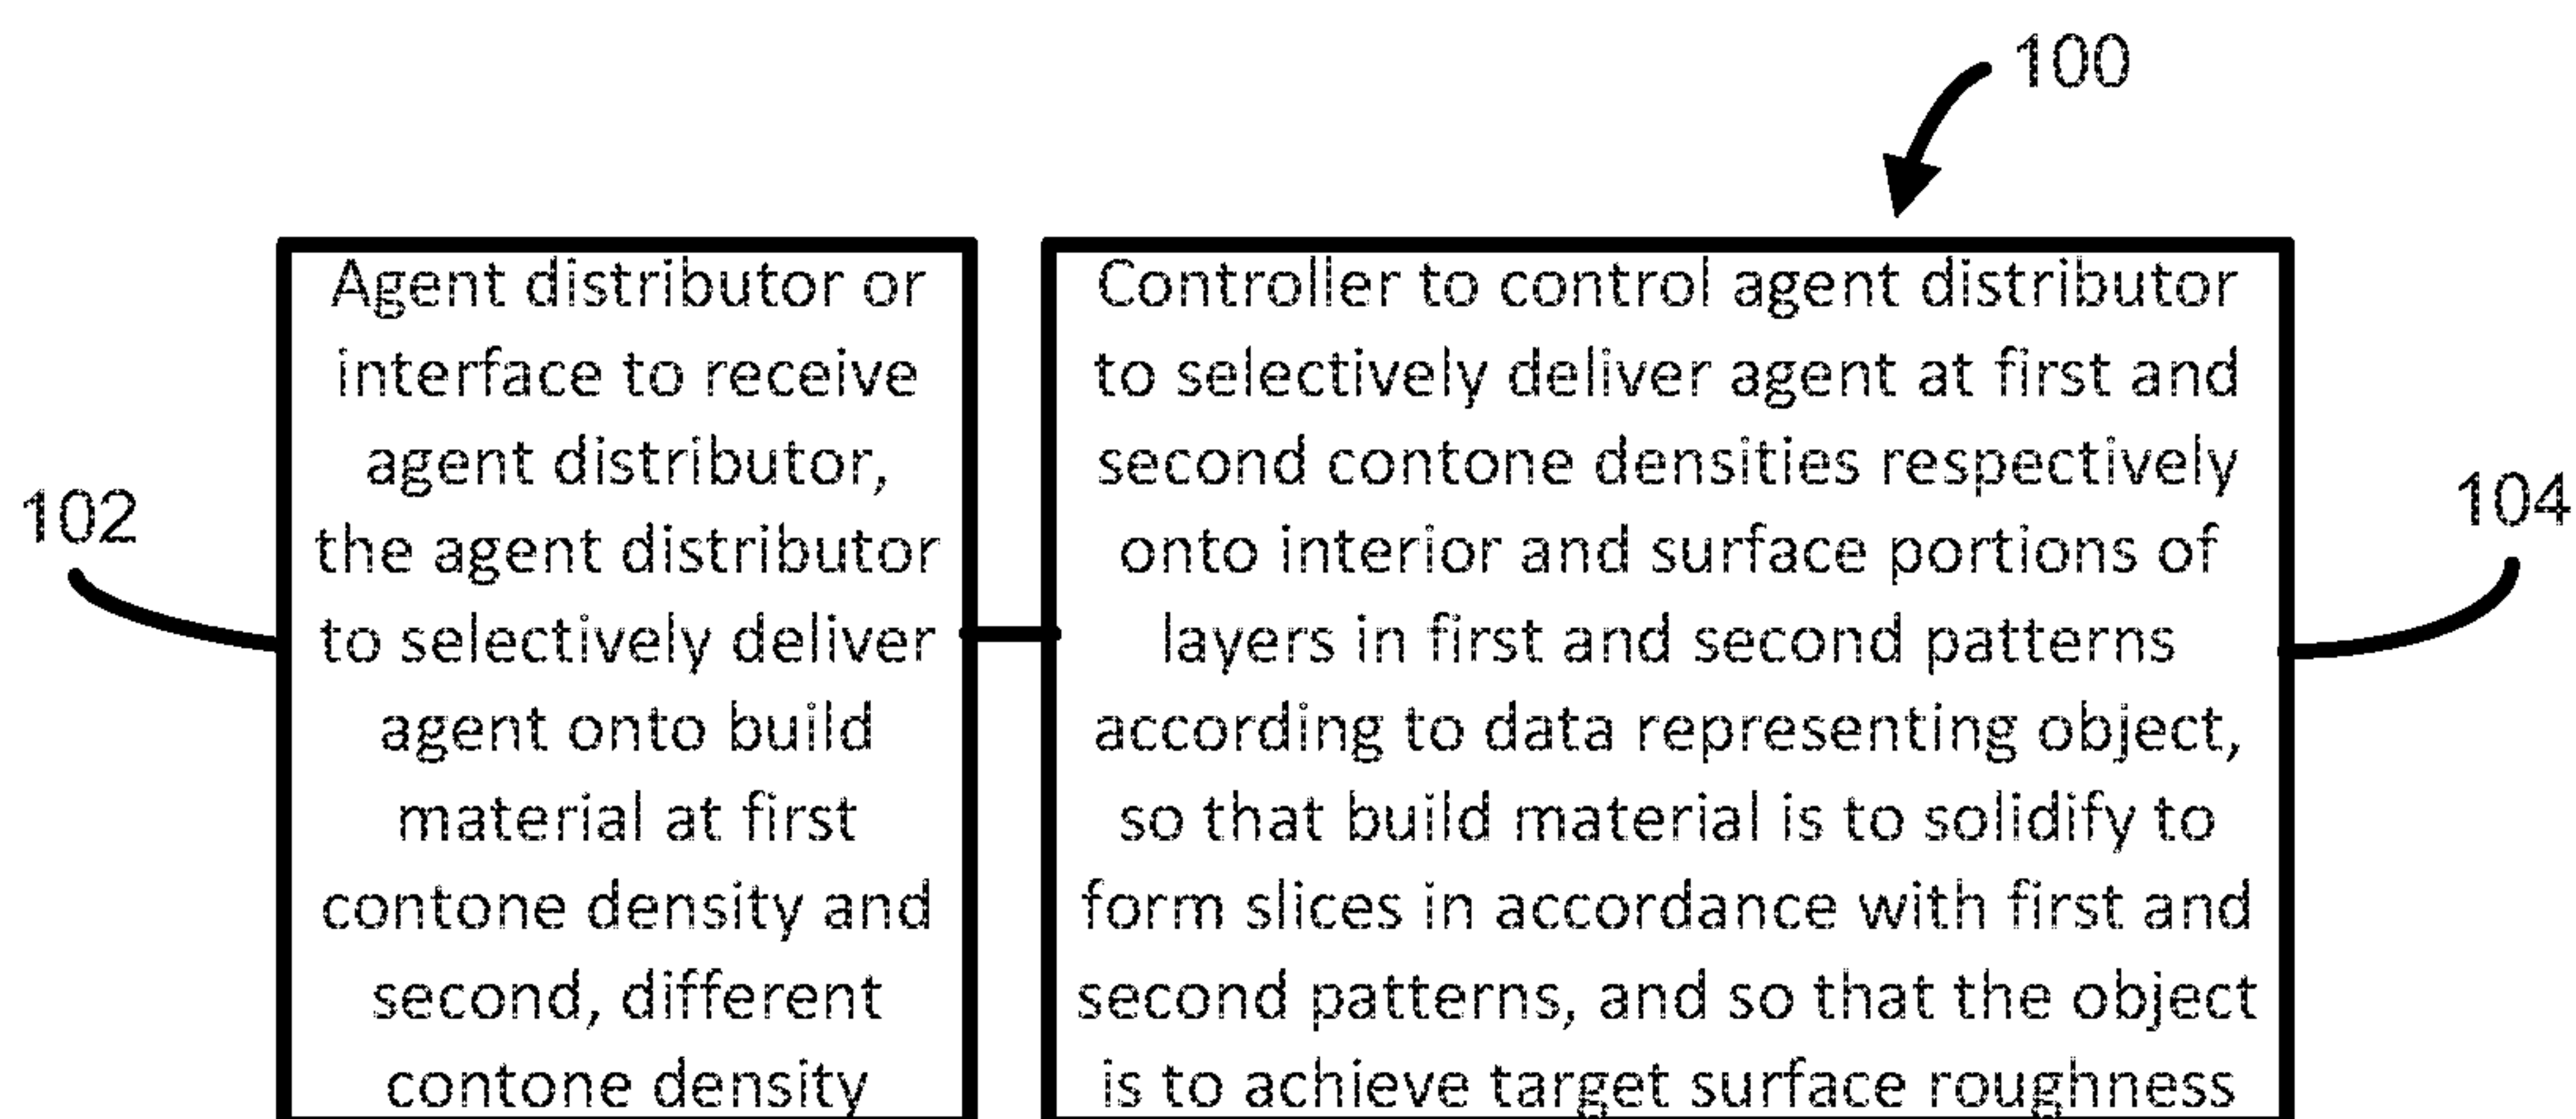 100
102
Agent distributor or
interface to receive
agent distributor,
the agent distributor
to selectively deliver
agent onto build
material at first
contone density and
second, different
contone density
Controller to control agent distributor
to selectively deliver agent at first and
second contone densities respectively
onto interior and surface portions of
layers in first and second patterns
according to data representing object,
so that build material is to solidify to
form slices in accordance with first and
second patterns, and so that the object
is to achieve target surface roughness
104